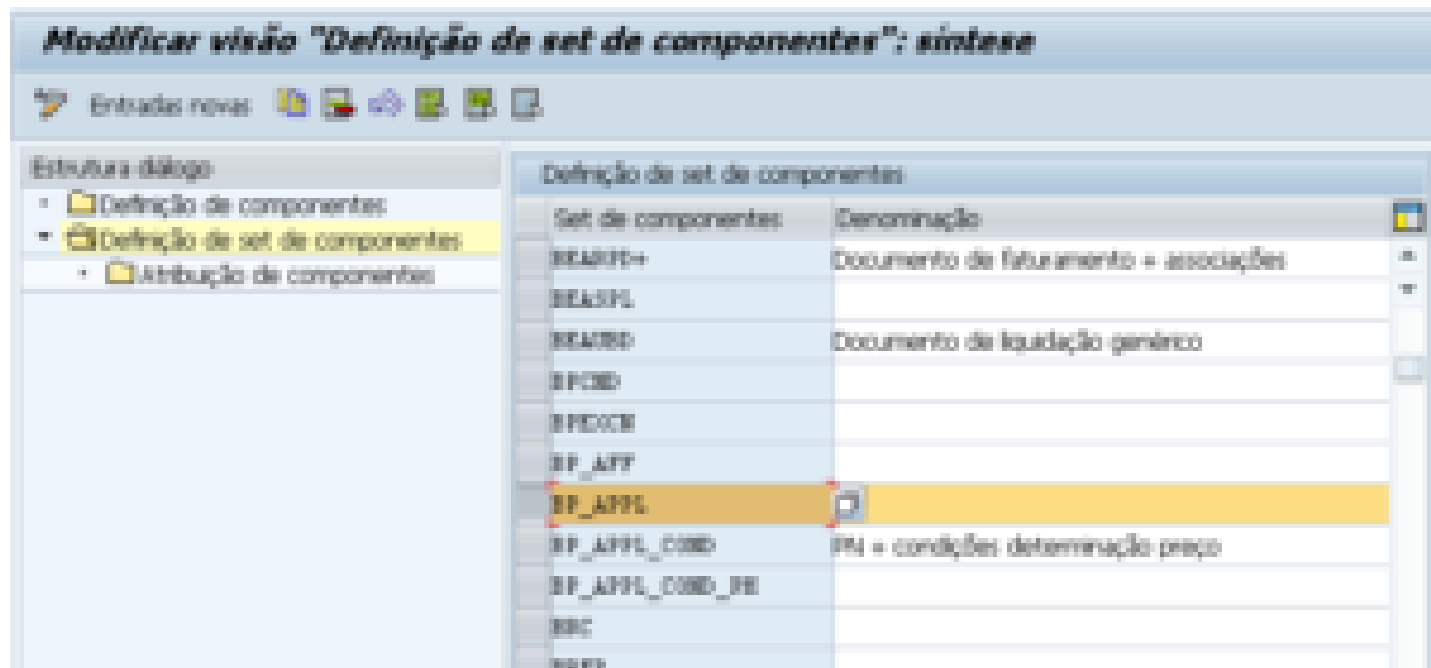 Modificar visão "Definição de set de componentes": síntese
Entradas novas
Estrutura diálogo
Definição de componentes
Definição de set de componentes
Atribuição de componentes
Definição de set de componentes
Set de componentes Denominação
Documento de faturamento + associações
BEASPL
Documento de liquidação genérico
BPCND
BP_APP
BP_APPL
BP_APPL_COND PN + condições determinação preço
BP_APPL_COND_PR